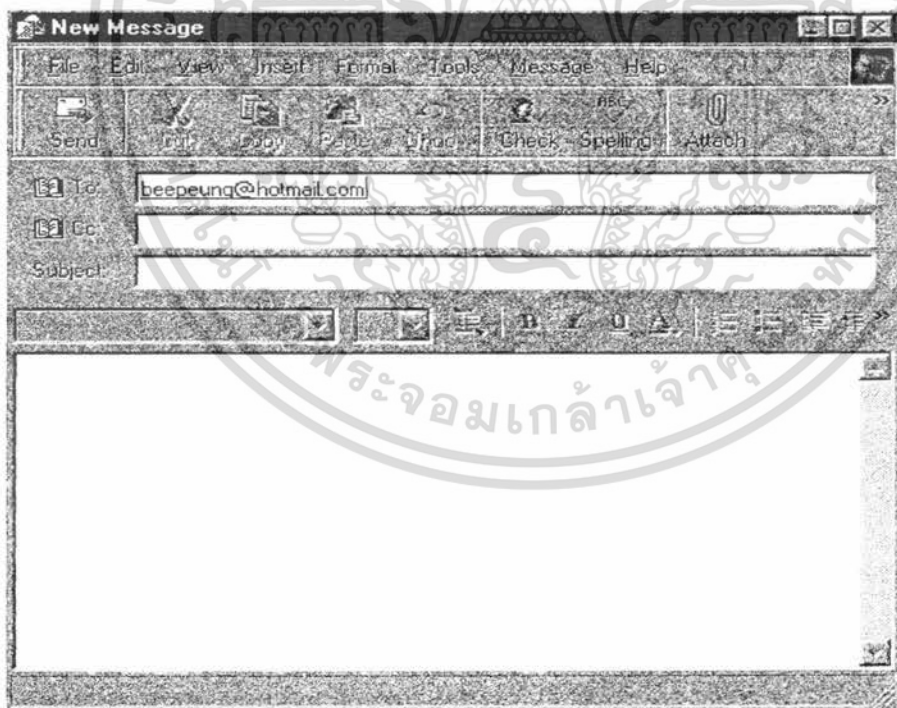 New Message
File Edit View Insert Format Tools Message Help
Send Cut Copy Paste Undo Check Spelling Attach
To:
beepeung@hotmail.com
Cc:
Subject:
B I U A
พระจอมเกล้าเจ้าคุ